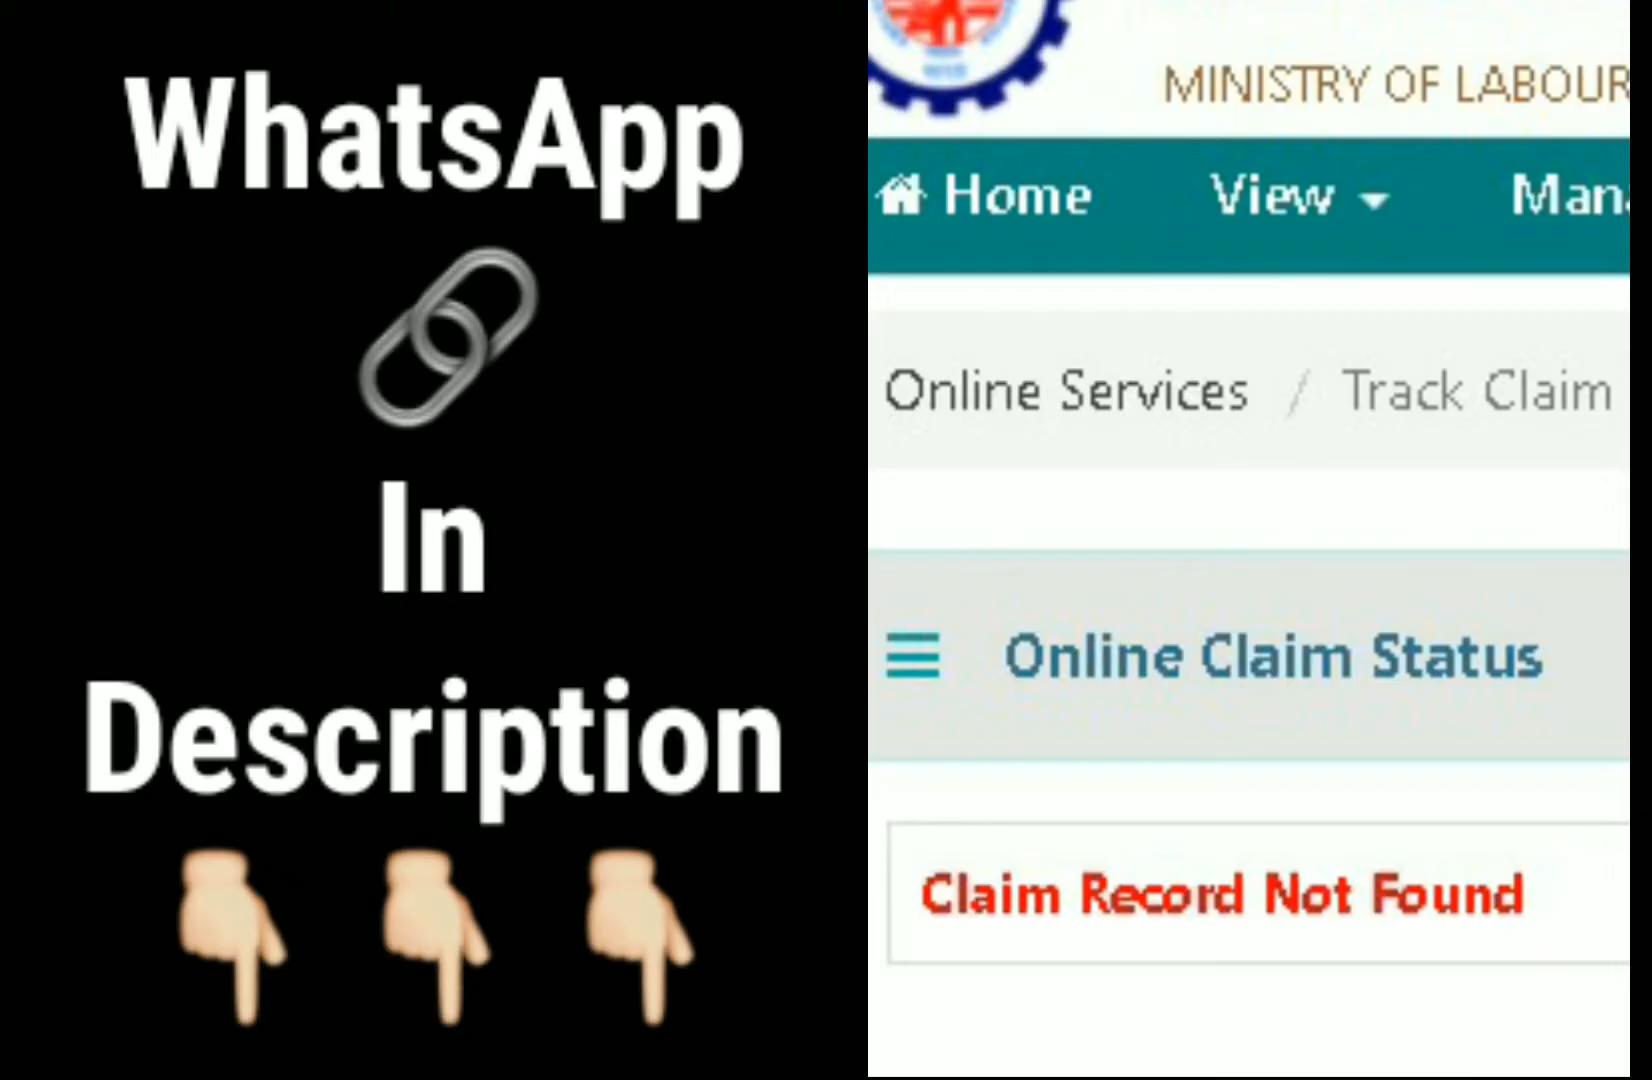 WhatsApp
In
Description
MINISTRY OF LABOUR
Home View
Online Services / Track Claim
Online Claim Status
Claim Record Not Found